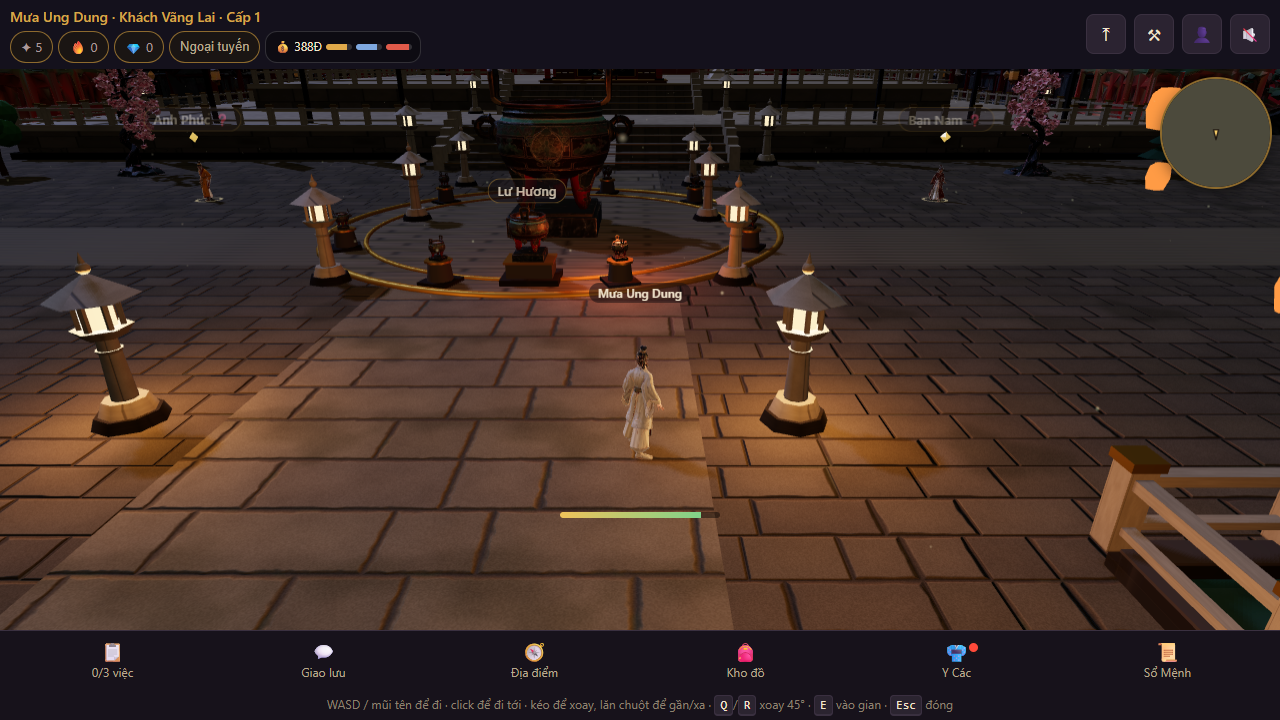 Mưa Ung Dung · Khách Vãng Lai · Cấp 1
5
0
0
Ngoại tuyến
388Đ
Anh Phúc ?
Bạn Nam ?
Lư Hương
Mưa Ung Dung
0/3 việc
Giao lưu
Địa điểm
Kho đồ
Y Các
Sổ Mệnh
WASD / mũi tên để đi · click để đi tới · kéo để xoay, lăn chuột để gần/xa · Q / R xoay 45° · E vào gian · Esc đóng